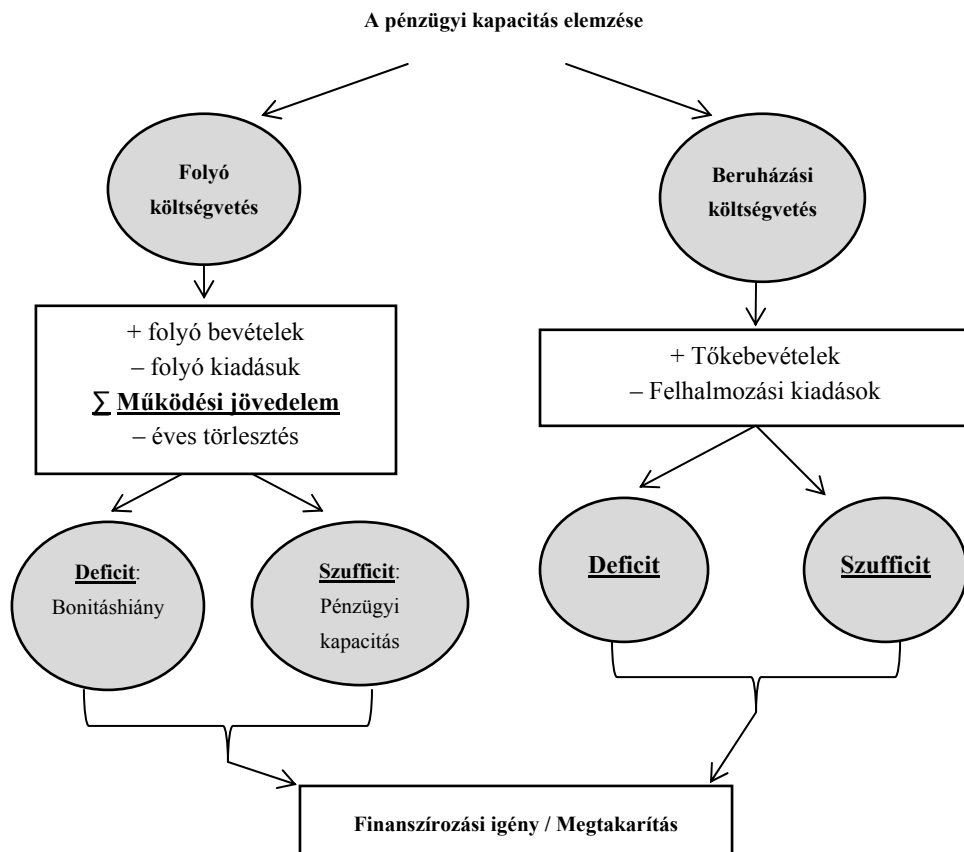 A pénzügyi kapacitás elemzése
Folyó
költségvetés
Beruházási
költségvetés
+ folyó bevételek
– folyó kiadásuk
∑ Működési jövedelem
– éves törlesztés
+ Tőkebevételek
– Felhalmozási kiadások
Deficit:
Bonitáshiány
Szufficit:
Pénzügyi
kapacitás
Deficit
Szufficit
Finanszírozási igény / Megtakarítás